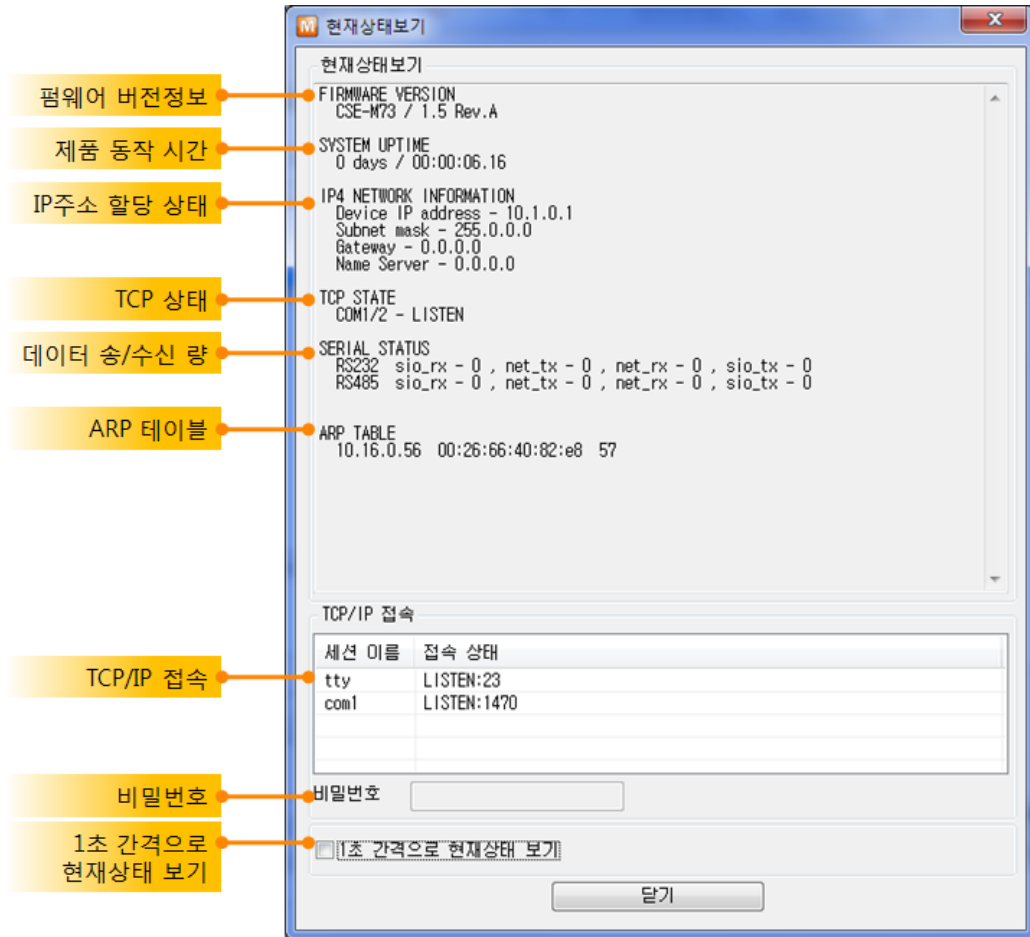 현재상태보기
현재상태보기
펌웨어 버전정보
FIRMWARE VERSION
CSE-M73 / 1.5 Rev.A
제품 동작 시간
SYSTEM UPTIME
0 days / 00:00:06.16
IP주소 할당 상태
IP4 NETWORK INFORMATION
Device IP address - 10.1.0.1
Subnet mask - 255.0.0.0
Gateway - 0.0.0.0
Name Server - 0.0.0.0
TCP 상태
TCP STATE
COM1/2 - LISTEN
데이터 송/수신 량
SERIAL STATUS
RS232 sio_rx - 0 , net_tx - 0 , net_rx - 0 , sio_tx - 0
RS485 sio_rx - 0 , net_tx - 0 , net_rx - 0 , sio_tx - 0
ARP 테이블
ARP TABLE
10.16.0.56 00:26:66:40:82:e8 57
TCP/IP 접속
세션 이름 접속 상태
TCP/IP 접속
tty LISTEN:23
com1 LISTEN:1470
비밀번호
비밀번호
1초 간격으로
현재상태 보기
1초 간격으로 현재상태 보기
닫기